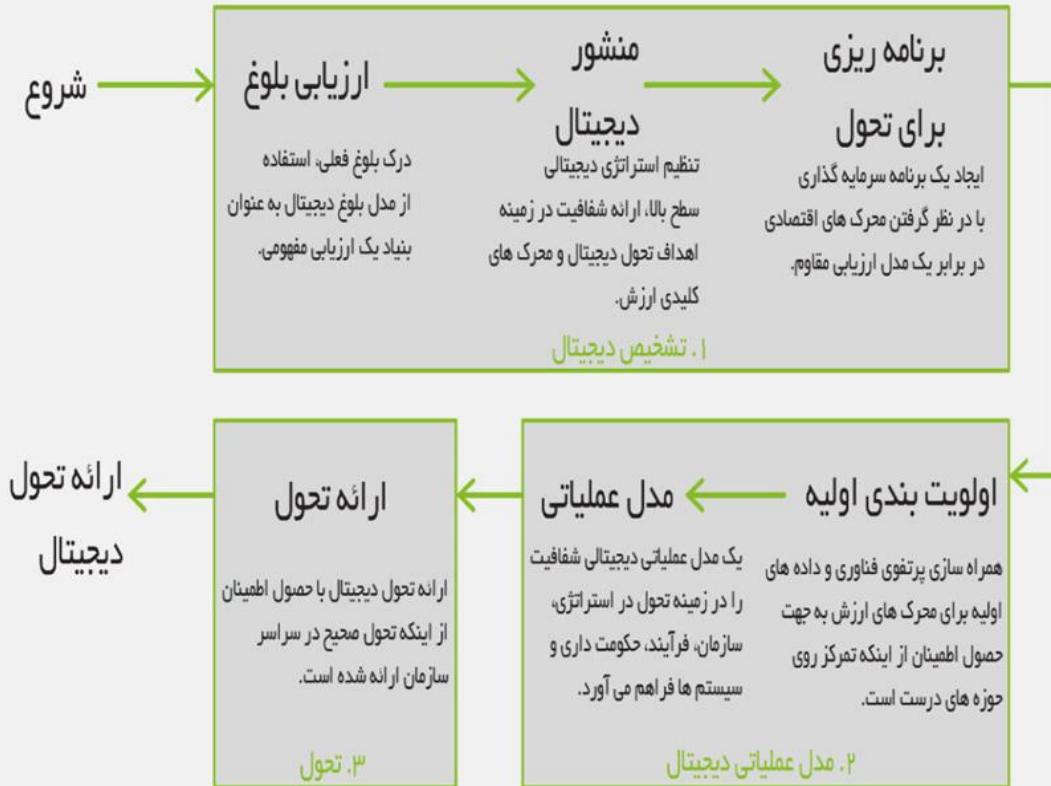 شروع
ارزیابی بلوغ
درک بلوغ فعلی، استفاده
از مدل بلوغ دیجیتال به عنوان
بنیاد یک ارزیابی مفهومی.
منشور
دیجیتال
تنظیم استراتژی دیجیتالی
سطح بالا، ارائه شفافیت در زمینه
اهداف تحول دیجیتال و محرک های
کلیدی ارزش.
برنامه ریزی
برای تحول
ایجاد یک برنامه سرمایه گذاری
با در نظر گرفتن محرک های اقتصادی
در برابر یک مدل ارزیابی مقاوم.
۱. تشخیص دیجیتال
اولویت بندی اولیه
همراه سازی پرتفوی فناوری و داده های
اولیه برای محرک های ارزش به جهت
حصول اطمینان از اینکه تمرکز روی
حوزه های درست است.
مدل عملیاتی
یک مدل عملیاتی دیجیتالی شفافیت
را در زمینه تحول در استراتژی،
سازمان، فرآیند، حکومت داری و
سیستم ها فراهم می آورد.
۲. مدل عملیاتی دیجیتال
ارائه تحول
ارائه تحول دیجیتال با حصول اطمینان
از اینکه تحول صحیح در سراسر
سازمان ارائه شده است.
۳. تحول
ارائه تحول
دیجیتال